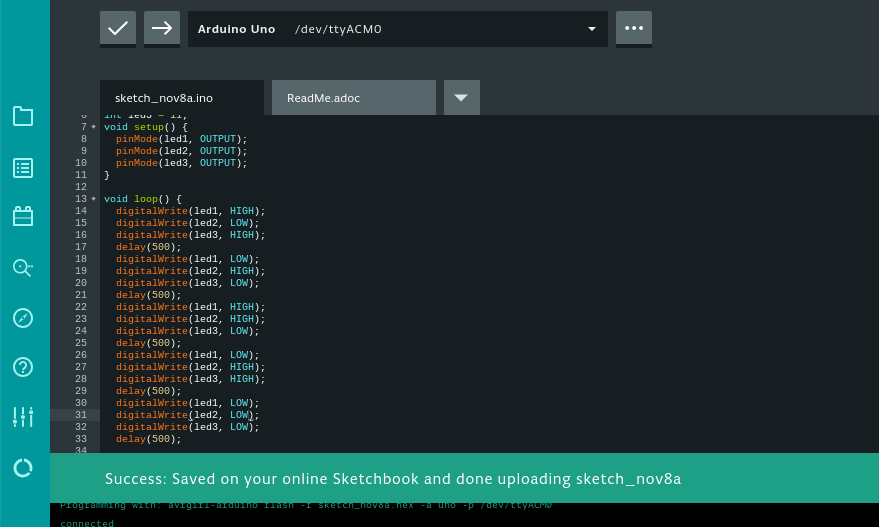 Arduino Uno /dev/ttyACM0
sketch_nov8a.ino ReadMe.adoc
6 int led3 = 11;
7 void setup() {
8 pinMode(led1, OUTPUT);
9 pinMode(led2, OUTPUT);
10 pinMode(led3, OUTPUT);
11 }
12
13 void loop() {
14 digitalWrite(led1, HIGH);
15 digitalWrite(led2, LOW);
16 digitalWrite(led3, HIGH);
17 delay(500);
18 digitalWrite(led1, LOW);
19 digitalWrite(led2, HIGH);
20 digitalWrite(led3, LOW);
21 delay(500);
22 digitalWrite(led1, HIGH);
23 digitalWrite(led2, HIGH);
24 digitalWrite(led3, LOW);
25 delay(500);
26 digitalWrite(led1, LOW);
27 digitalWrite(led2, HIGH);
28 digitalWrite(led3, HIGH);
29 delay(500);
30 digitalWrite(led1, LOW);
31 digitalWrite(led2, LOW);
32 digitalWrite(led3, LOW);
33 delay(500);
34
Success: Saved on your online Sketchbook and done uploading sketch_nov8a
Programming with: avrgirl-arduino flash -f sketch_nov8a.hex -a uno -p /dev/ttyACM0
connected